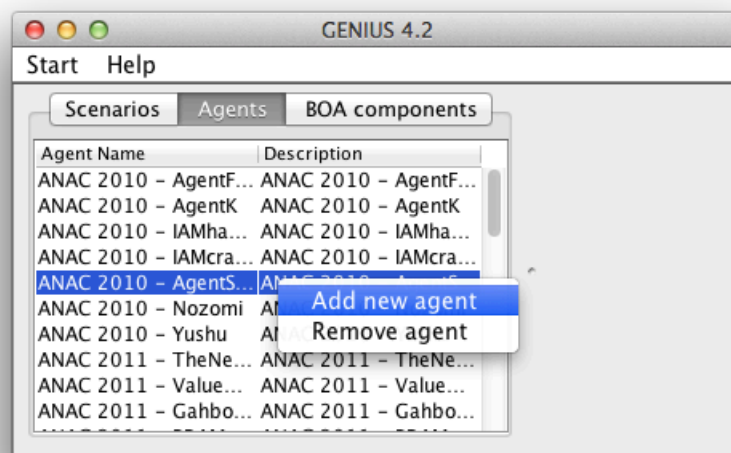 GENIUS 4.2
Start Help
Scenarios Agents BOA components
Agent Name Description
ANAC 2010 – AgentF... ANAC 2010 – AgentF...
ANAC 2010 – AgentK ANAC 2010 – AgentK
ANAC 2010 – IAMha... ANAC 2010 – IAMha...
ANAC 2010 – IAMcra... ANAC 2010 – IAMcra...
ANAC 2010 – AgentS...
Add new agent
ANAC 2010 – Nozomi
Remove agent
ANAC 2010 – Yushu
ANAC 2011 – TheNe... ANAC 2011 – TheNe...
ANAC 2011 – Value... ANAC 2011 – Value...
ANAC 2011 – Gahbo... ANAC 2011 – Gahbo...